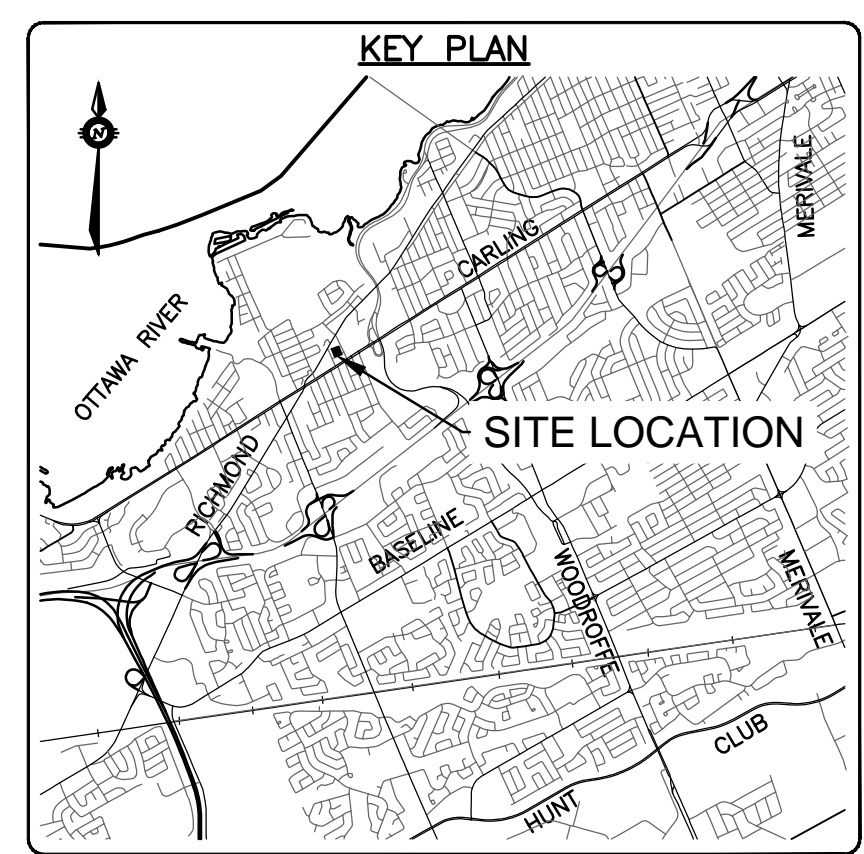 KEY PLAN
N
MERIVALE
CARLING
OTTAWA RIVER
SITE LOCATION
RICHMOND
BASELINE
WOODROFFE
MERIVALE
CLUB
HUNT